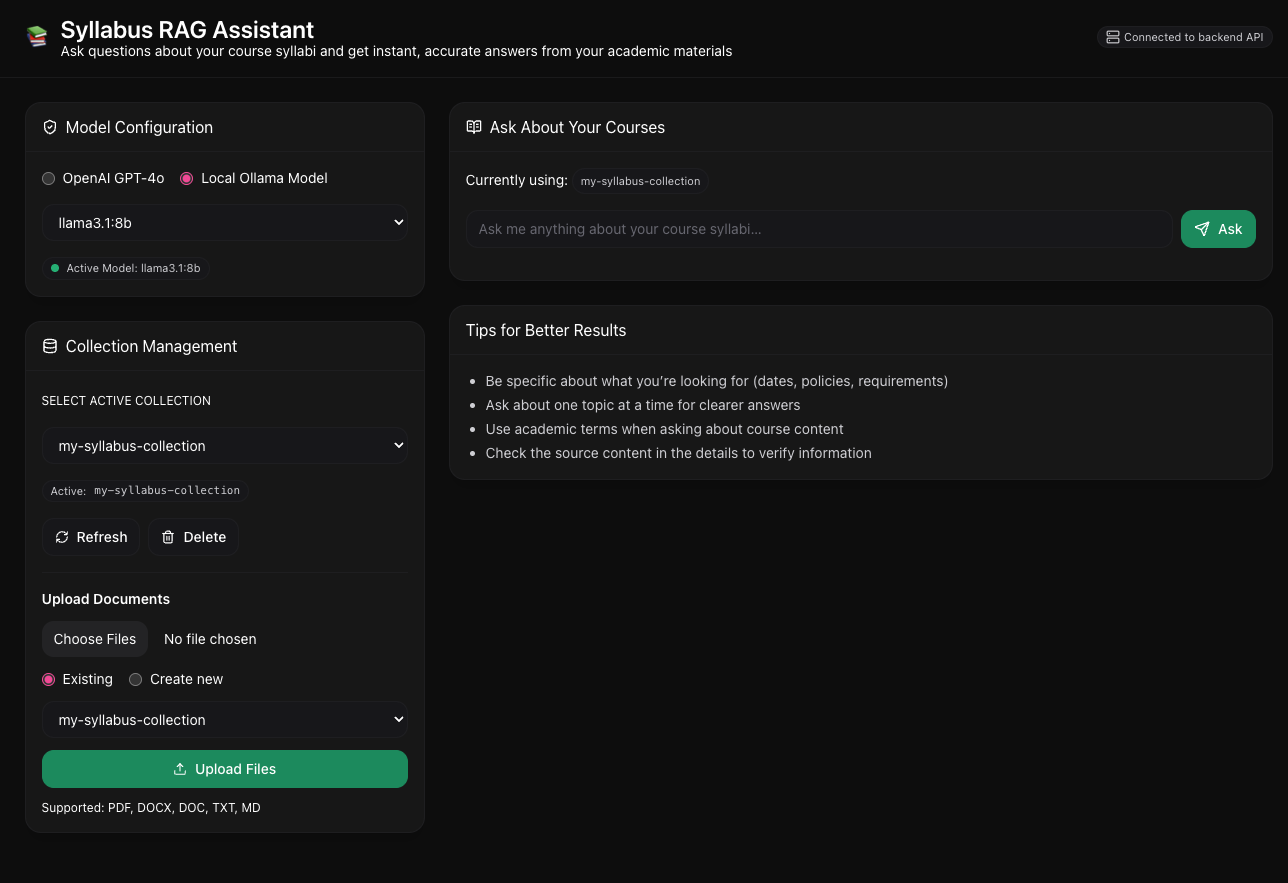 Syllabus RAG Assistant
Ask questions about your course syllabi and get instant, accurate answers from your academic materials
Connected to backend API
Model Configuration
OpenAI GPT-4o
Local Ollama Model
llama3.1:8b
Active Model: llama3.1:8b
Collection Management
SELECT ACTIVE COLLECTION
my-syllabus-collection
Active: my-syllabus-collection
Refresh
Delete
Upload Documents
Choose Files
No file chosen
Existing
Create new
my-syllabus-collection
Upload Files
Supported: PDF, DOCX, DOC, TXT, MD
Ask About Your Courses
Currently using: my-syllabus-collection
Ask me anything about your course syllabi...
Ask
Tips for Better Results
Be specific about what you’re looking for (dates, policies, requirements)
Ask about one topic at a time for clearer answers
Use academic terms when asking about course content
Check the source content in the details to verify information